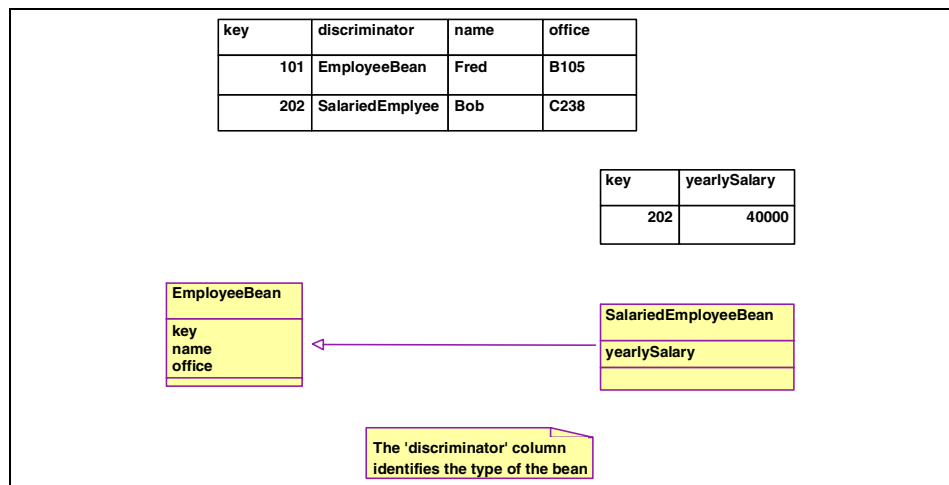 key discriminator name office
101 EmployeeBean Fred B105
202 SalariedEmplyee Bob C238
key yearlySalary
202 40000
EmployeeBean
key
name
office
SalariedEmployeeBean
yearlySalary
The 'discriminator' column
identifies the type of the bean